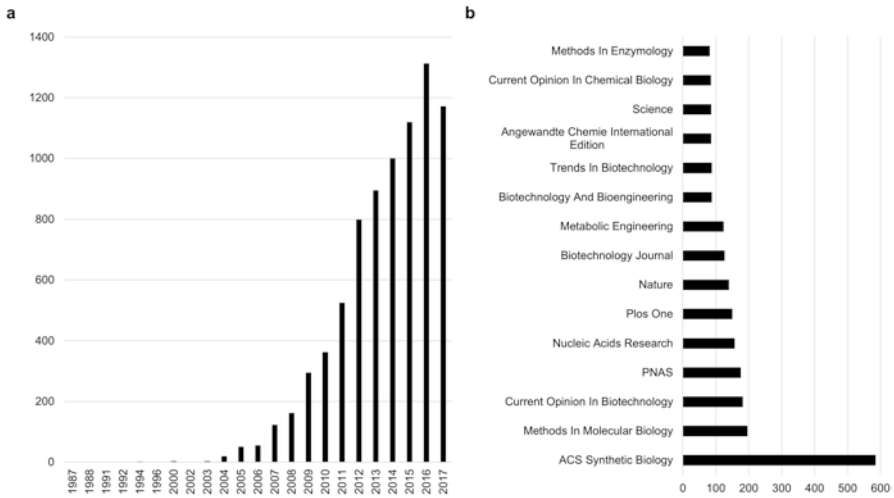 a
1400
1200
1000
800
600
400
200
0
1987
1988
1991
1992
1994
1996
2000
2002
2003
2004
2005
2006
2007
2008
2009
2010
2011
2012
2013
2014
2015
2016
2017
b
Methods In Enzymology
Current Opinion In Chemical Biology
Science
Angewandte Chemie International
Edition
Trends In Biotechnology
Biotechnology And Bioengineering
Metabolic Engineering
Biotechnology Journal
Nature
Plos One
Nucleic Acids Research
PNAS
Current Opinion In Biotechnology
Methods In Molecular Biology
ACS Synthetic Biology
0 100 200 300 400 500 600